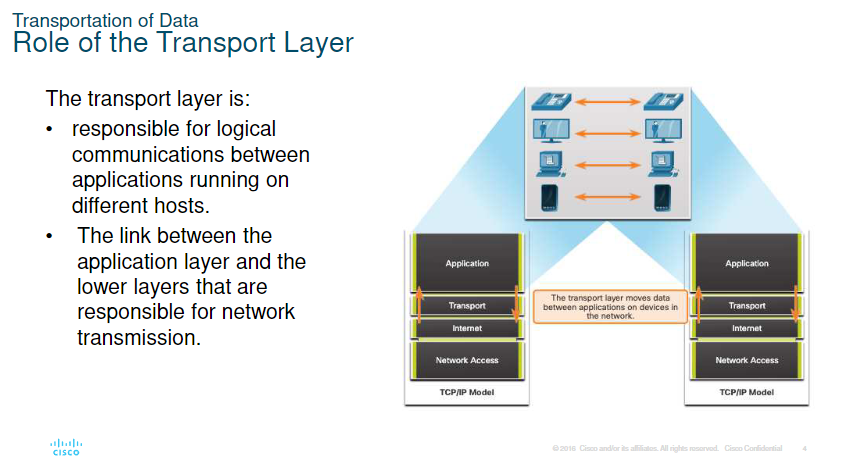 Transportation of Data
Role of the Transport Layer
The transport layer is:
• responsible for logical
communications between
applications running on
different hosts.
• The link between the
application layer and the
lower layers that are
responsible for network
transmission.
Application
Transport
Internet
Network Access
TCP/IP Model
The transport layer moves data
between applications on devices in
the network.
Application
Transport
Internet
Network Access
TCP/IP Model
CISCO
© 2016 Cisco and/or its affiliates. All rights reserved. Cisco Confidential
4